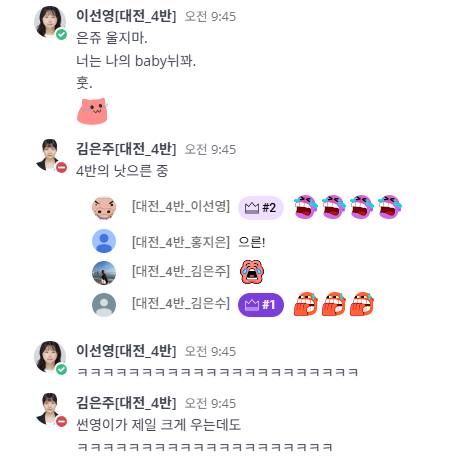 이선영[대전_4반] 오전 9:45
은쥬 울지마.
너는 나의 baby뉘꽈.
훗.
김은주[대전_4반] 오전 9:45
4반의 낫으른 중
[대전_4반_이선영] #2
[대전_4반_홍지은] 으른!
[대전_4반_김은주]
[대전_4반_김은수] #1
이선영[대전_4반] 오전 9:45
ㅋㅋㅋㅋㅋㅋㅋㅋㅋㅋㅋㅋㅋㅋㅋㅋㅋㅋㅋㅋㅋㅋ
김은주[대전_4반] 오전 9:45
썬영이가 제일 크게 우는데도
ㅋㅋㅋㅋㅋㅋㅋㅋㅋㅋㅋㅋㅋㅋㅋㅋㅋㅋㅋㅋ